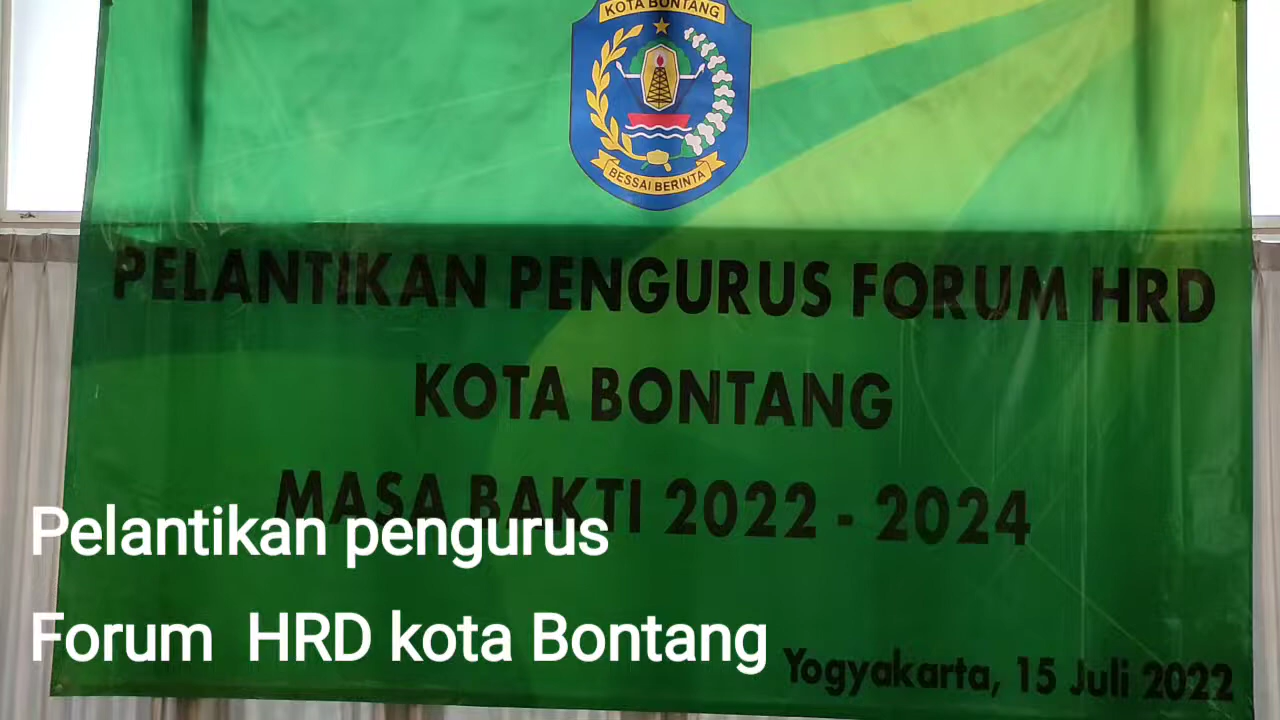 KOTA BONTANG
BESSAI BERINTA
PELANTIKAN PENGURUS FORUM HRD
KOTA BONTANG
MASA BAKTI 2022 - 2024
Pelantikan pengurus
Forum HRD kota Bontang
Yogyakarta, 15 Juli 2022